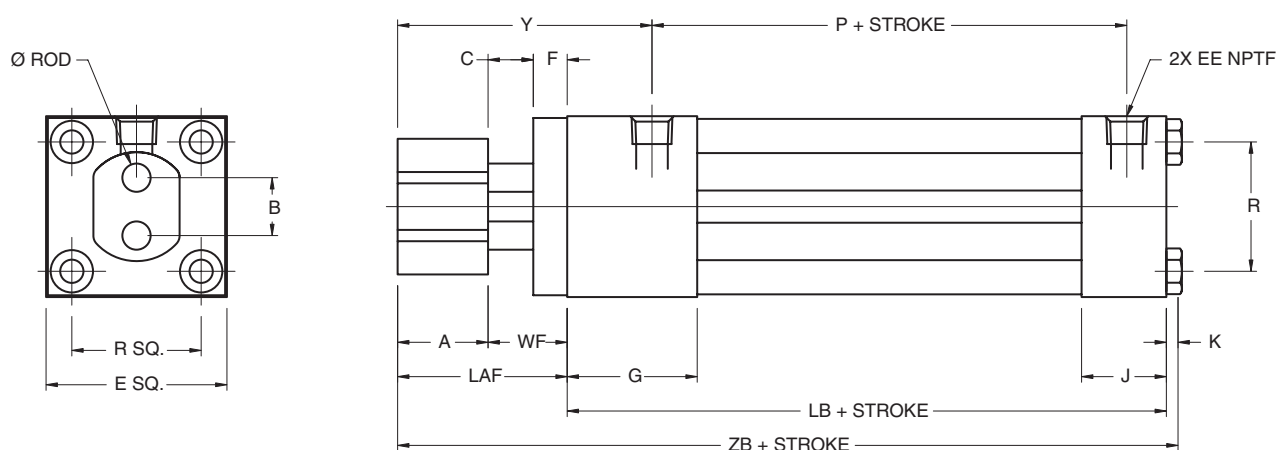 Y
P + STROKE
Ø ROD
C
F
2X EE NPTF
B
R
A
WF
K
R SQ.
LAF
G
J
E SQ.
LB + STROKE
ZB + STROKE